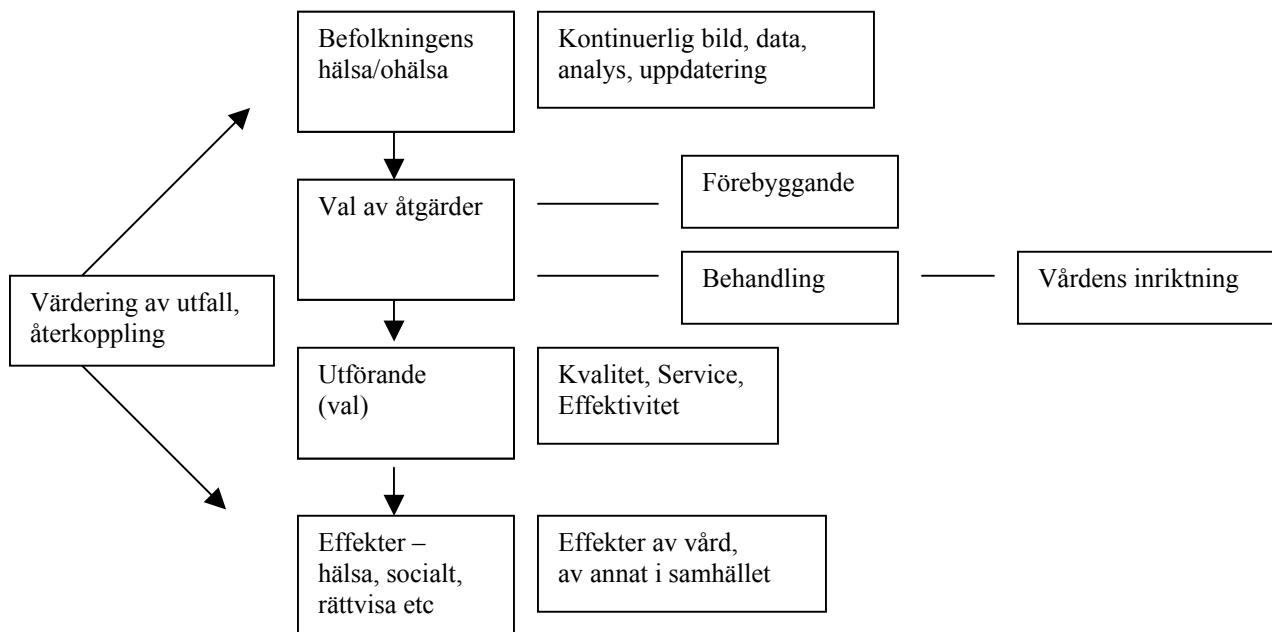 Befolkningens
hälsa/ohälsa
Kontinuerlig bild, data,
analys, uppdatering
Val av åtgärder
Förebyggande
Behandling
Vårdens inriktning
Värdering av utfall,
återkoppling
Utförande
(val)
Kvalitet, Service,
Effektivitet
Effekter –
hälsa, socialt,
rättvisa etc
Effekter av vård,
av annat i samhället